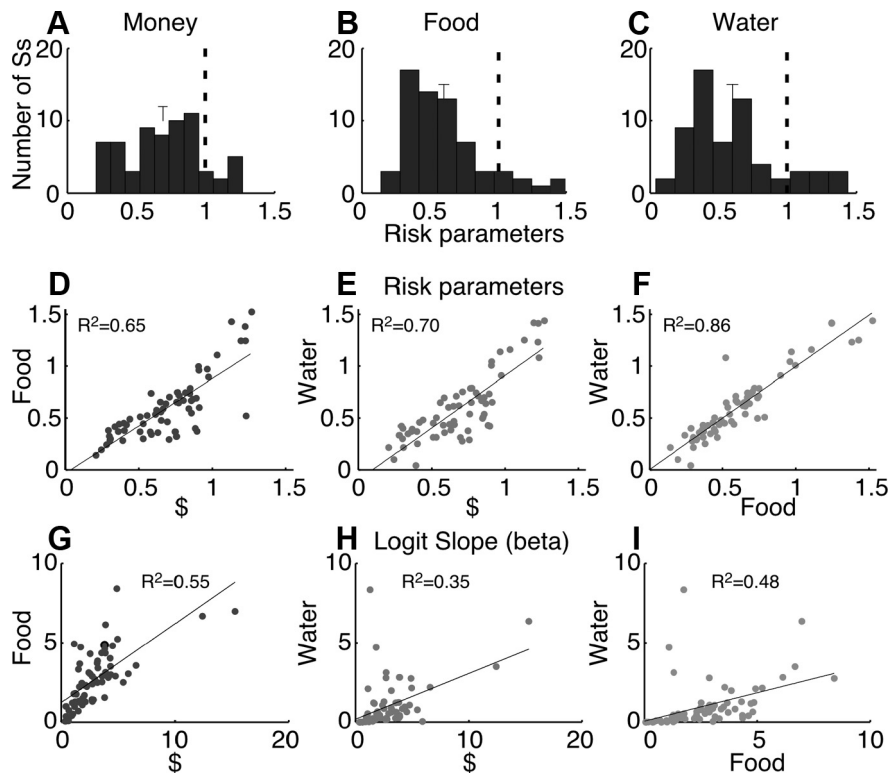 A Money
B Food
C Water
Number of Ss
20
10
0
0 0.5 1 1.5
20
10
0
0 0.5 1 1.5
20
10
0
0 0.5 1 1.5
Risk parameters
D
E Risk parameters
F
Food
1.5
1
0.5
0
R²=0.65
0 0.5 1 1.5
$
Water
1.5
1
0.5
0
R²=0.70
0 0.5 1 1.5
$
Water
1.5
1
0.5
0
R²=0.86
0 0.5 1 1.5
Food
G
H Logit Slope (beta)
I
Food
10
5
0
R²=0.55
0 10 20
$
Water
10
5
0
R²=0.35
0 10 20
$
Water
10
5
0
R²=0.48
0 5 10
Food